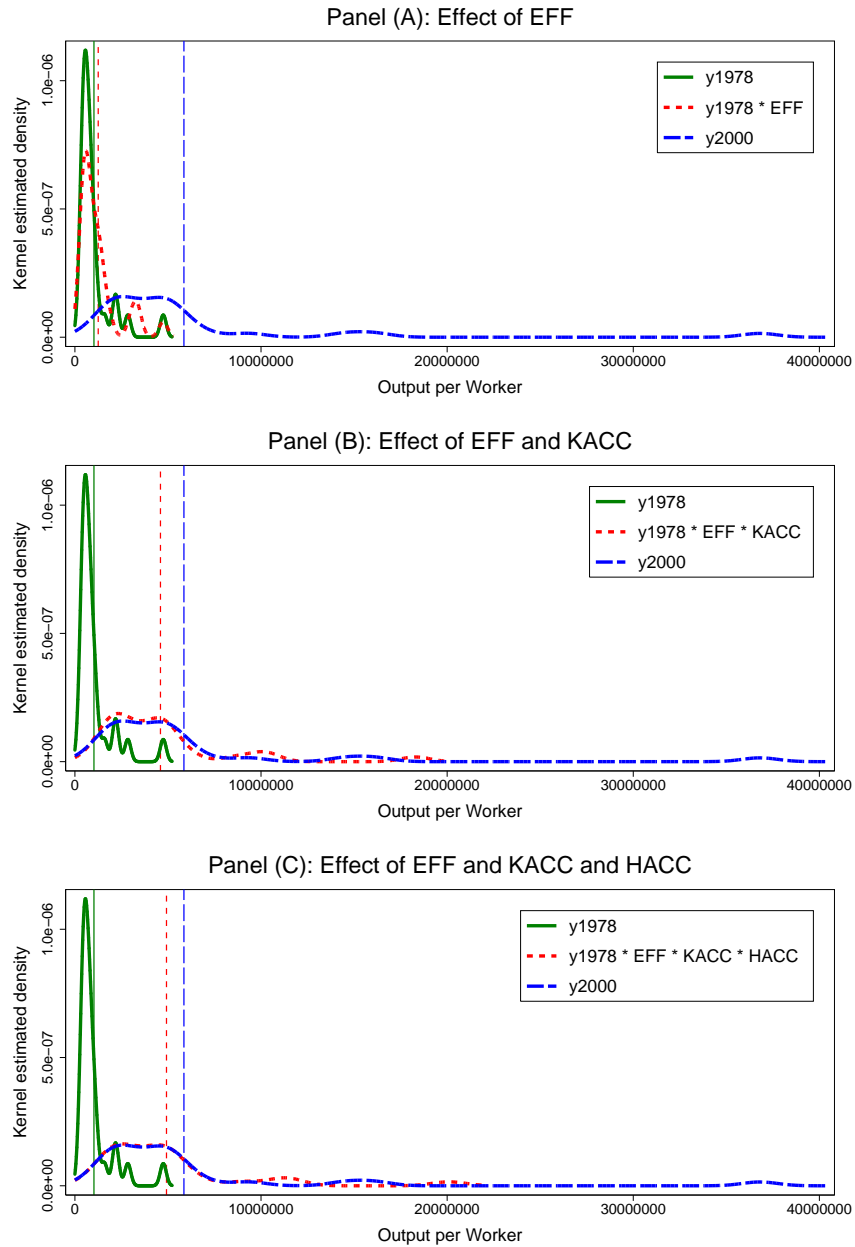 Panel (A): Effect of EFF
Kernel estimated density
1.0e-06
5.0e-07
0.0e+00
y1978
y1978 * EFF
y2000
0 10000000 20000000 30000000 40000000
Output per Worker
Panel (B): Effect of EFF and KACC
Kernel estimated density
1.0e-06
5.0e-07
0.0e+00
y1978
y1978 * EFF * KACC
y2000
0 10000000 20000000 30000000 40000000
Output per Worker
Panel (C): Effect of EFF and KACC and HACC
Kernel estimated density
1.0e-06
5.0e-07
0.0e+00
y1978
y1978 * EFF * KACC * HACC
y2000
0 10000000 20000000 30000000 40000000
Output per Worker